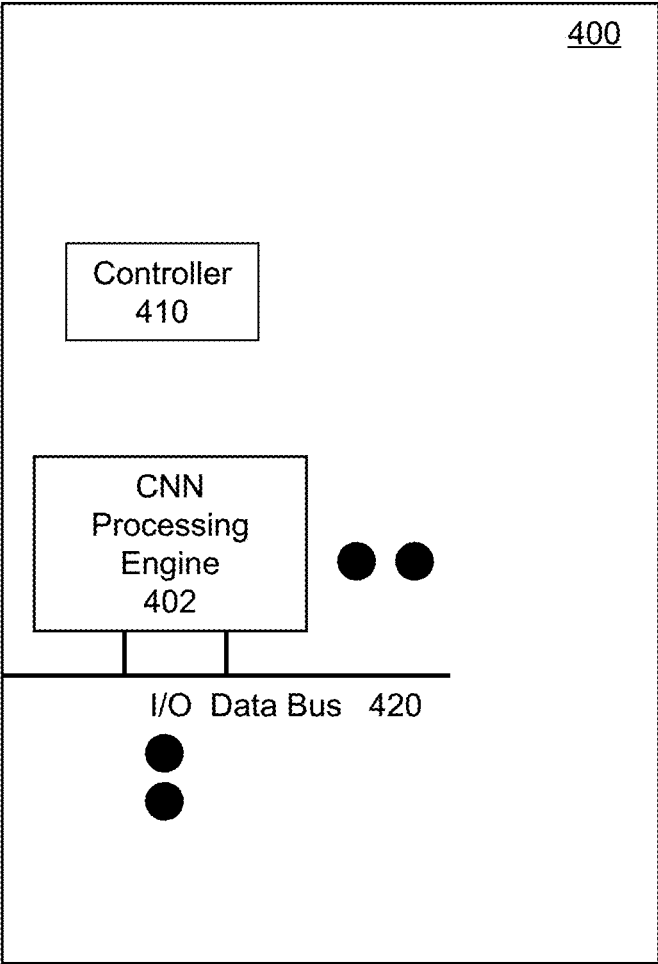 400
Controller
410
CNN
Processing
Engine
402
I/O Data Bus 420